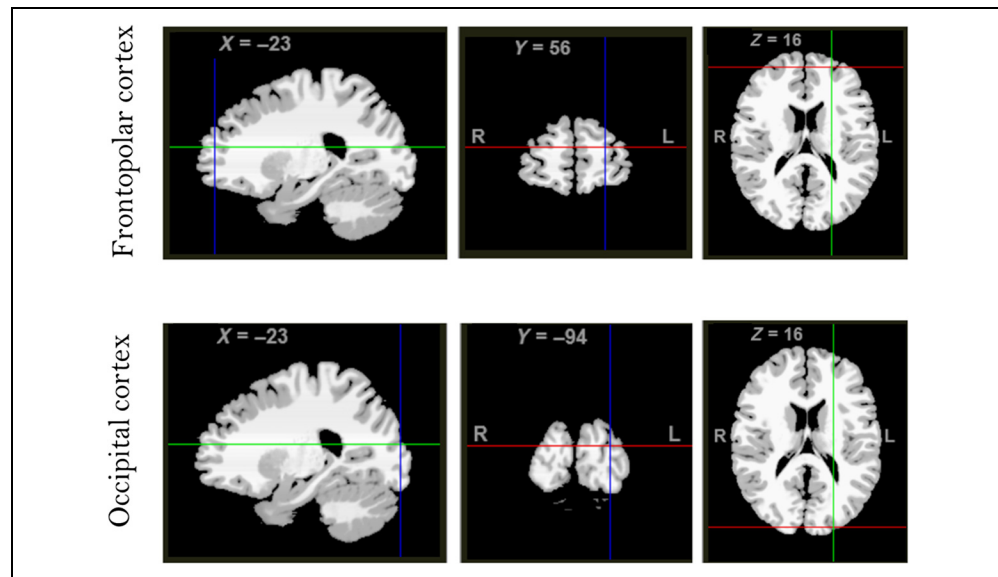 Frontopolar cortex
X = –23
Y = 56
Z = 16
R
L
R
L
Occipital cortex
X = –23
Y = –94
Z = 16
R
L
R
L